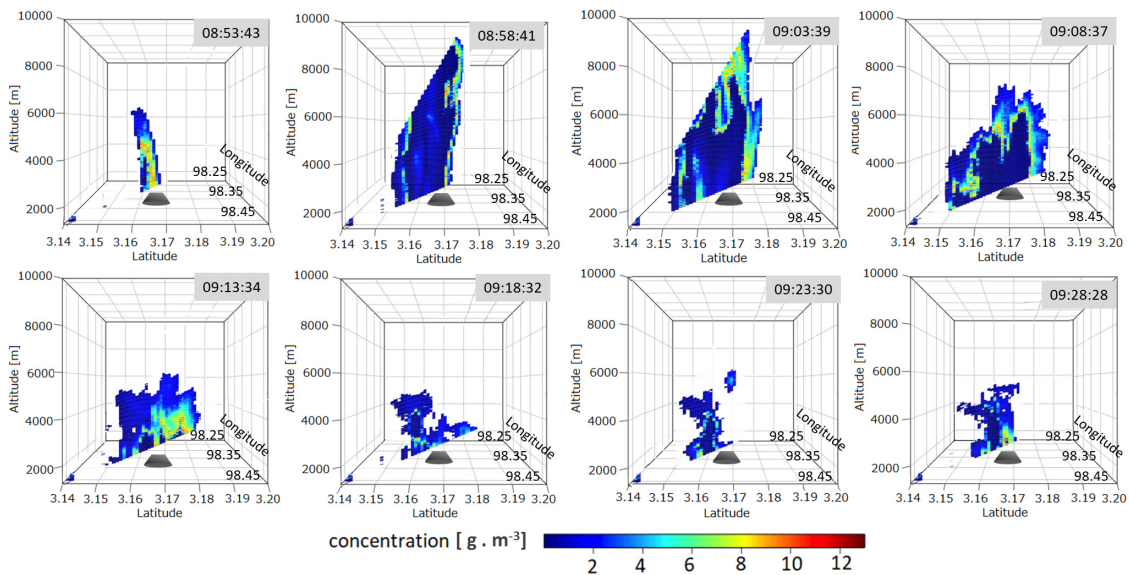 10000
08:53:43
8000
6000
4000
2000
Altitude [m]
Longitude
98.25
98.35
98.45
3.14 3.15 3.16 3.17 3.18 3.19 3.20
Latitude
10000
08:58:41
8000
6000
4000
2000
Altitude [m]
Longitude
98.25
98.35
98.45
3.14 3.15 3.16 3.17 3.18 3.19 3.20
Latitude
10000
09:03:39
8000
6000
4000
2000
Altitude [m]
Longitude
98.25
98.35
98.45
3.14 3.15 3.16 3.17 3.18 3.19 3.20
Latitude
10000
09:08:37
8000
6000
4000
2000
Altitude [m]
Longitude
98.25
98.35
98.45
3.14 3.15 3.16 3.17 3.18 3.19 3.20
Latitude
10000
09:13:34
8000
6000
4000
2000
Altitude [m]
Longitude
98.25
98.35
98.45
3.14 3.15 3.16 3.17 3.18 3.19 3.20
Latitude
10000
09:18:32
8000
6000
4000
2000
Altitude [m]
Longitude
98.25
98.35
98.45
3.14 3.15 3.16 3.17 3.18 3.19 3.20
Latitude
10000
09:23:30
8000
6000
4000
2000
Altitude [m]
Longitude
98.25
98.35
98.45
3.14 3.15 3.16 3.17 3.18 3.19 3.20
Latitude
10000
09:28:28
8000
6000
4000
2000
Altitude [m]
Longitude
98.25
98.35
98.45
3.14 3.15 3.16 3.17 3.18 3.19 3.20
Latitude
concentration [ g . m⁻³]
2 4 6 8 10 12